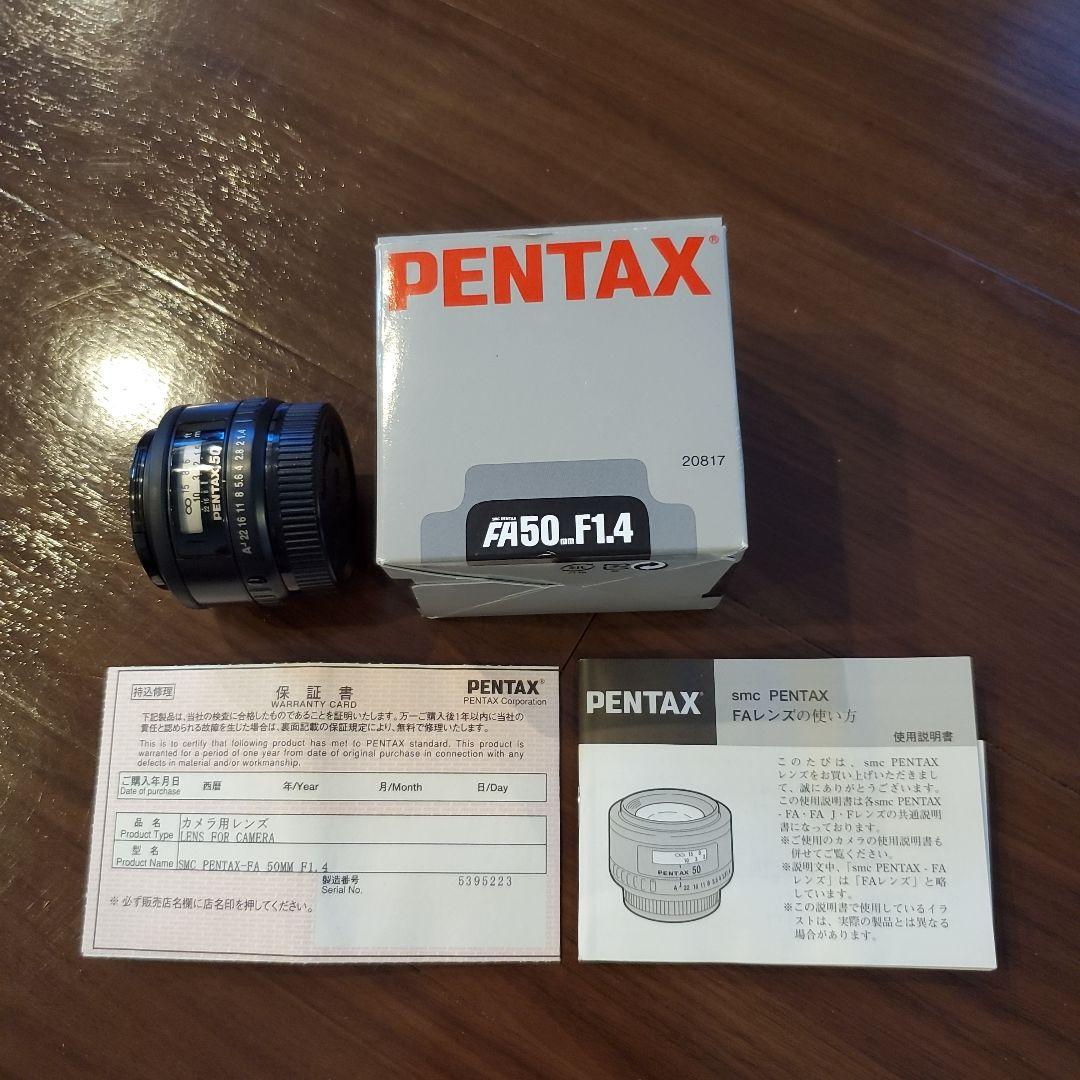 PENTAX®
20817
smc PENTAX
FA50mmF1.4
ft
m
PENTAX 50
A 22 16 11 8 5.6 4 2.8 2 1.4
持込修理
保証書
WARRANTY CARD
PENTAX®
PENTAX Corporation
下記製品は、当社の検査に合格したものであることを証明いたします。万一ご購入後1年以内に当社の
責任と認められる故障を生じた場合は、裏面記載の保証規定により、無料で修理いたします。
This is to certify that following product has met to PENTAX standard. This product is
warranted for a period of one year from date of original purchase in connection with any
defects in material and/or workmanship.
ご購入年月日
Date of purchase
西暦 年/Year 月/Month 日/Day
品名
Product Type
カメラ用レンズ
LENS FOR CAMERA
型名
Product Name
SMC PENTAX-FA 50MM F1.4
製造番号
Serial No.
5395223
※必ず販売店名欄に店名印を押してください。
PENTAX®
smc PENTAX
FAレンズの使い方
使用説明書
このたびは、smc PENTAX
レンズをお買い上げいただきまし
て、誠にありがとうございます。
この使用説明書は各smc PENTAX
-FA・FA J・Fレンズの共通説明
書になっております。
※ご使用のカメラの使用説明書も
併せてご覧ください。
※説明文中、「smc PENTAX-FA
レンズ」は「FAレンズ」と略
しています。
※この説明書で使用しているイラ
ストは、実際の製品とは異なる
場合があります。
PENTAX 50